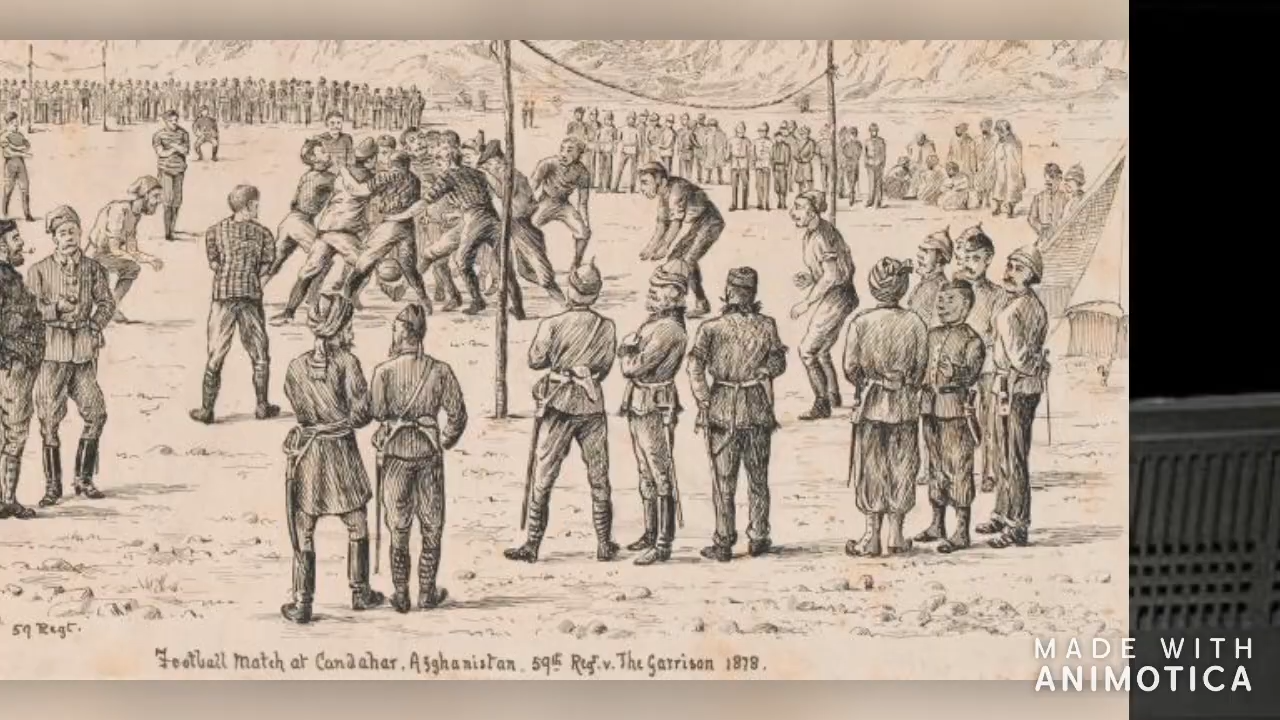 59 Regt.
Football Match at Candahar. Afghanistan. 59th Regt. v. The Garrison 1878.
MADE WITH
ANIMOTICA